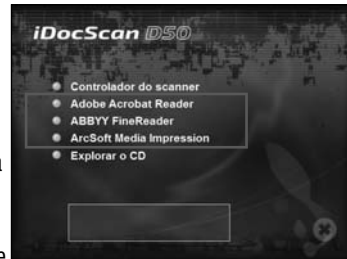 iDocScan D50
Controlador do scanner
Adobe Acrobat Reader
ABBYY FineReader
ArcSoft Media Impression
Explorar o CD